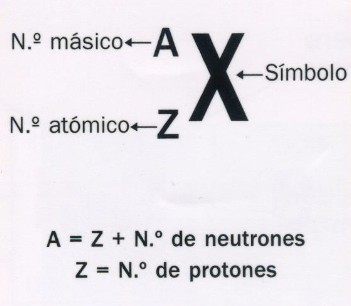 N.º másico←A
X
←Símbolo
N.º atómico←Z
A = Z + N.º de neutrones
Z = N.º de protones